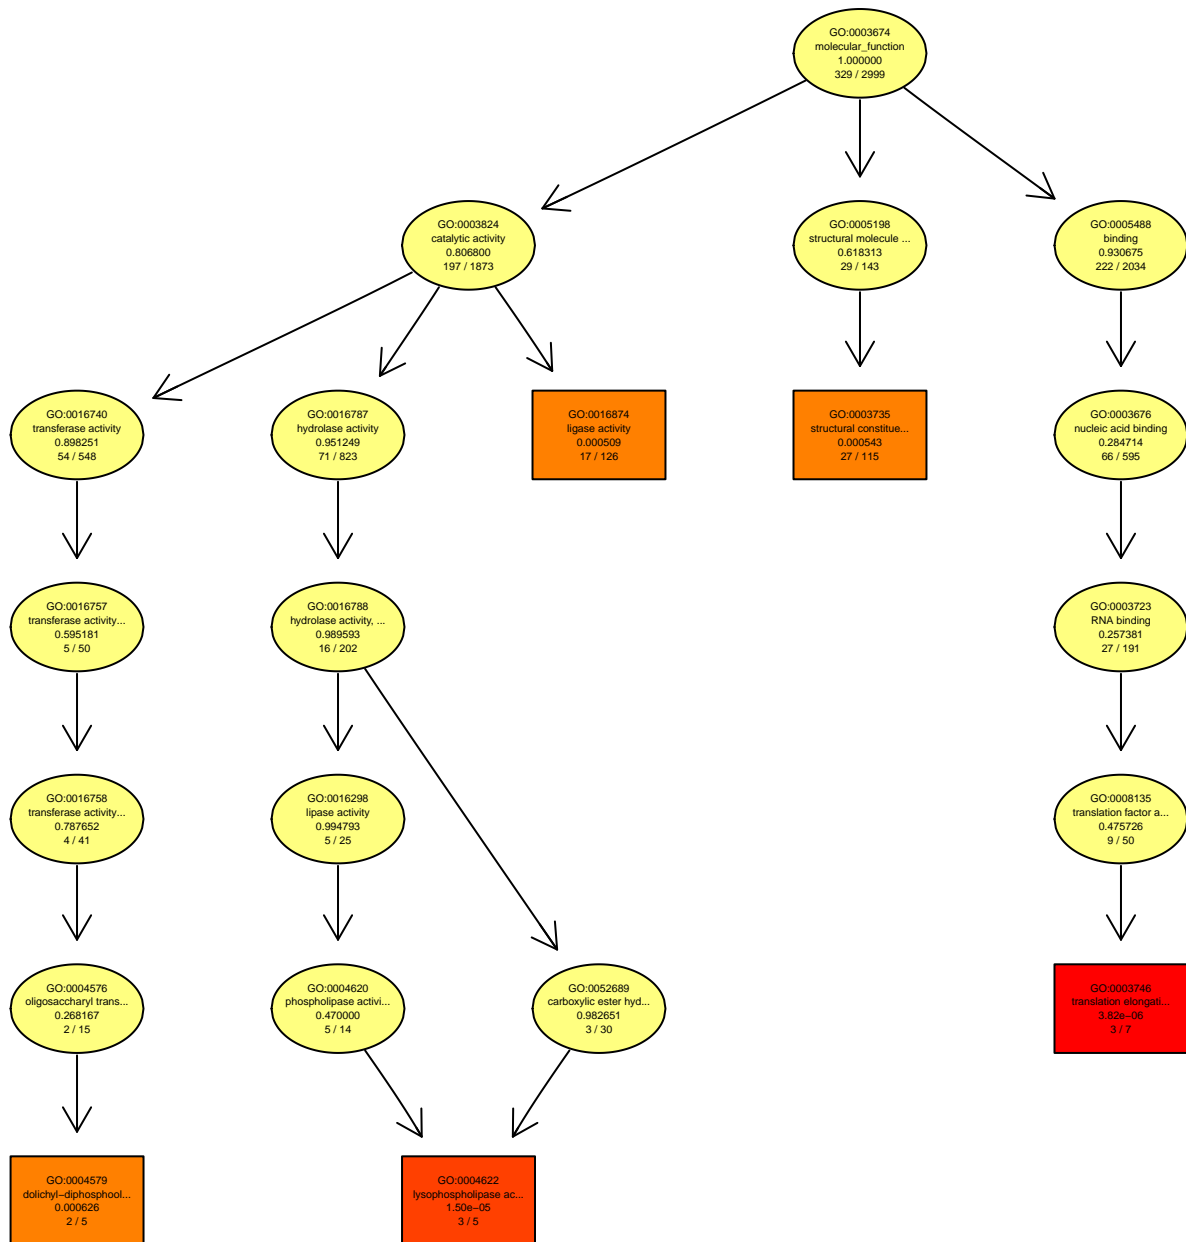 GO:0003674
molecular_function
1.000000
329 / 2999
GO:0003824
catalytic activity
0.806800
197 / 1873
GO:0005198
structural molecule ...
0.618313
29 / 143
GO:0005488
binding
0.930675
222 / 2034
GO:0016740
transferase activity
0.898251
54 / 548
GO:0016787
hydrolase activity
0.951249
71 / 823
GO:0016874
ligase activity
0.000509
17 / 126
GO:0003735
structural constitue...
0.000543
27 / 115
GO:0003676
nucleic acid binding
0.284714
66 / 595
GO:0016757
transferase activity...
0.595181
5 / 50
GO:0016788
hydrolase activity, ...
0.989593
16 / 202
GO:0003723
RNA binding
0.257381
27 / 191
GO:0016758
transferase activity...
0.787652
4 / 41
GO:0016298
lipase activity
0.994793
5 / 25
GO:0008135
translation factor a...
0.475726
9 / 50
GO:0004576
oligosaccharyl trans...
0.268167
2 / 15
GO:0004620
phospholipase activi...
0.470000
5 / 14
GO:0052689
carboxylic ester hyd...
0.982651
3 / 30
GO:0003746
translation elongati...
3.82e−06
3 / 7
GO:0004579
dolichyl−diphosphool...
0.000626
2 / 5
GO:0004622
lysophospholipase ac...
1.50e−05
3 / 5